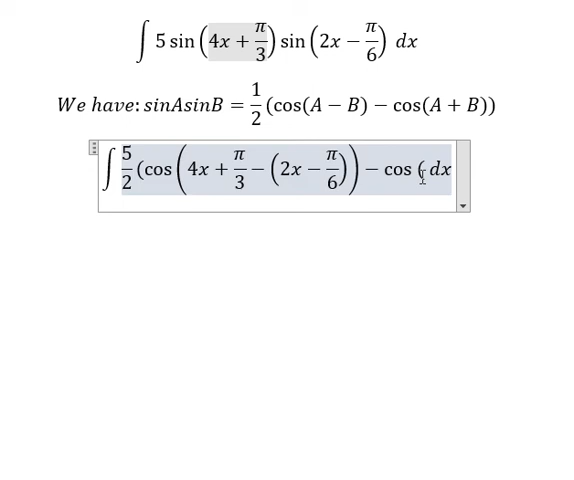 ∫ 5 sin (4x + π/3) sin (2x − π/6) dx
We have: sinAsinB = 1/2 (cos(A − B) − cos(A + B))
∫ 5/2 (cos (4x + π/3 − (2x − π/6)) − cos ( dx